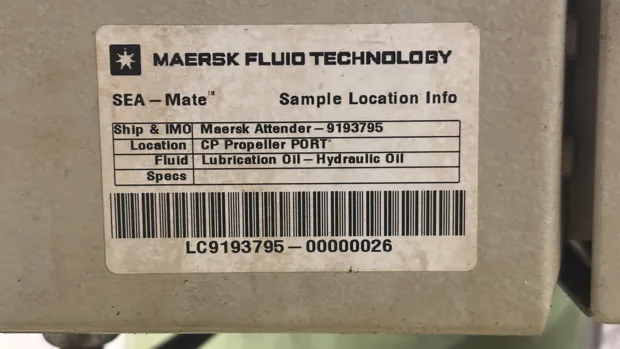 MAERSK FLUID TECHNOLOGY
SEA-Mate™ Sample Location Info
Ship & IMO Maersk Attender-9193795
Location CP Propeller PORT
Fluid Lubrication Oil-Hydraulic Oil
Specs
LC9193795-00000026